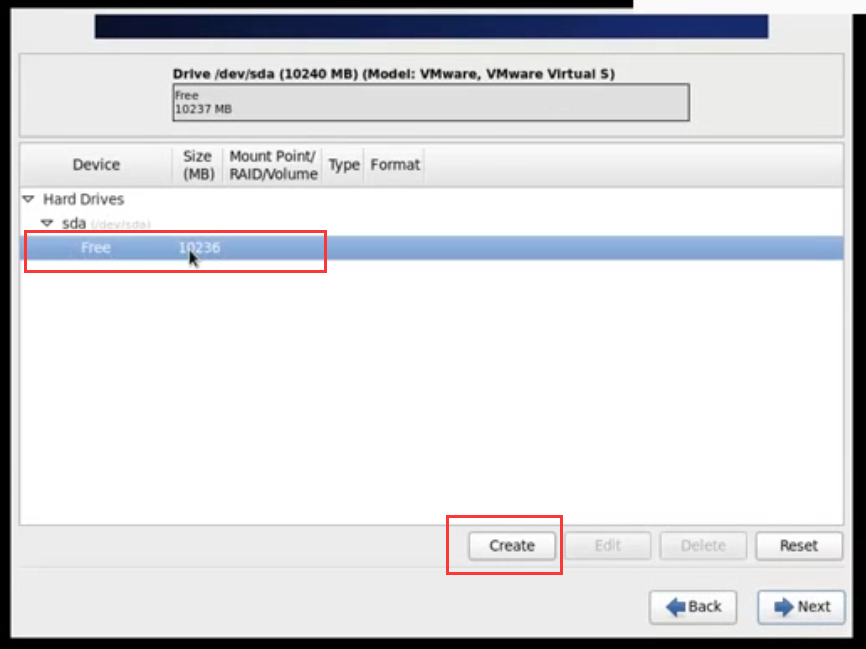 Drive /dev/sda (10240 MB) (Model: VMware, VMware Virtual S)
Free
10237 MB
Device Size (MB) Mount Point/ RAID/Volume Type Format
Hard Drives
sda (/dev/sda)
Free 10236
Create Edit Delete Reset
Back Next